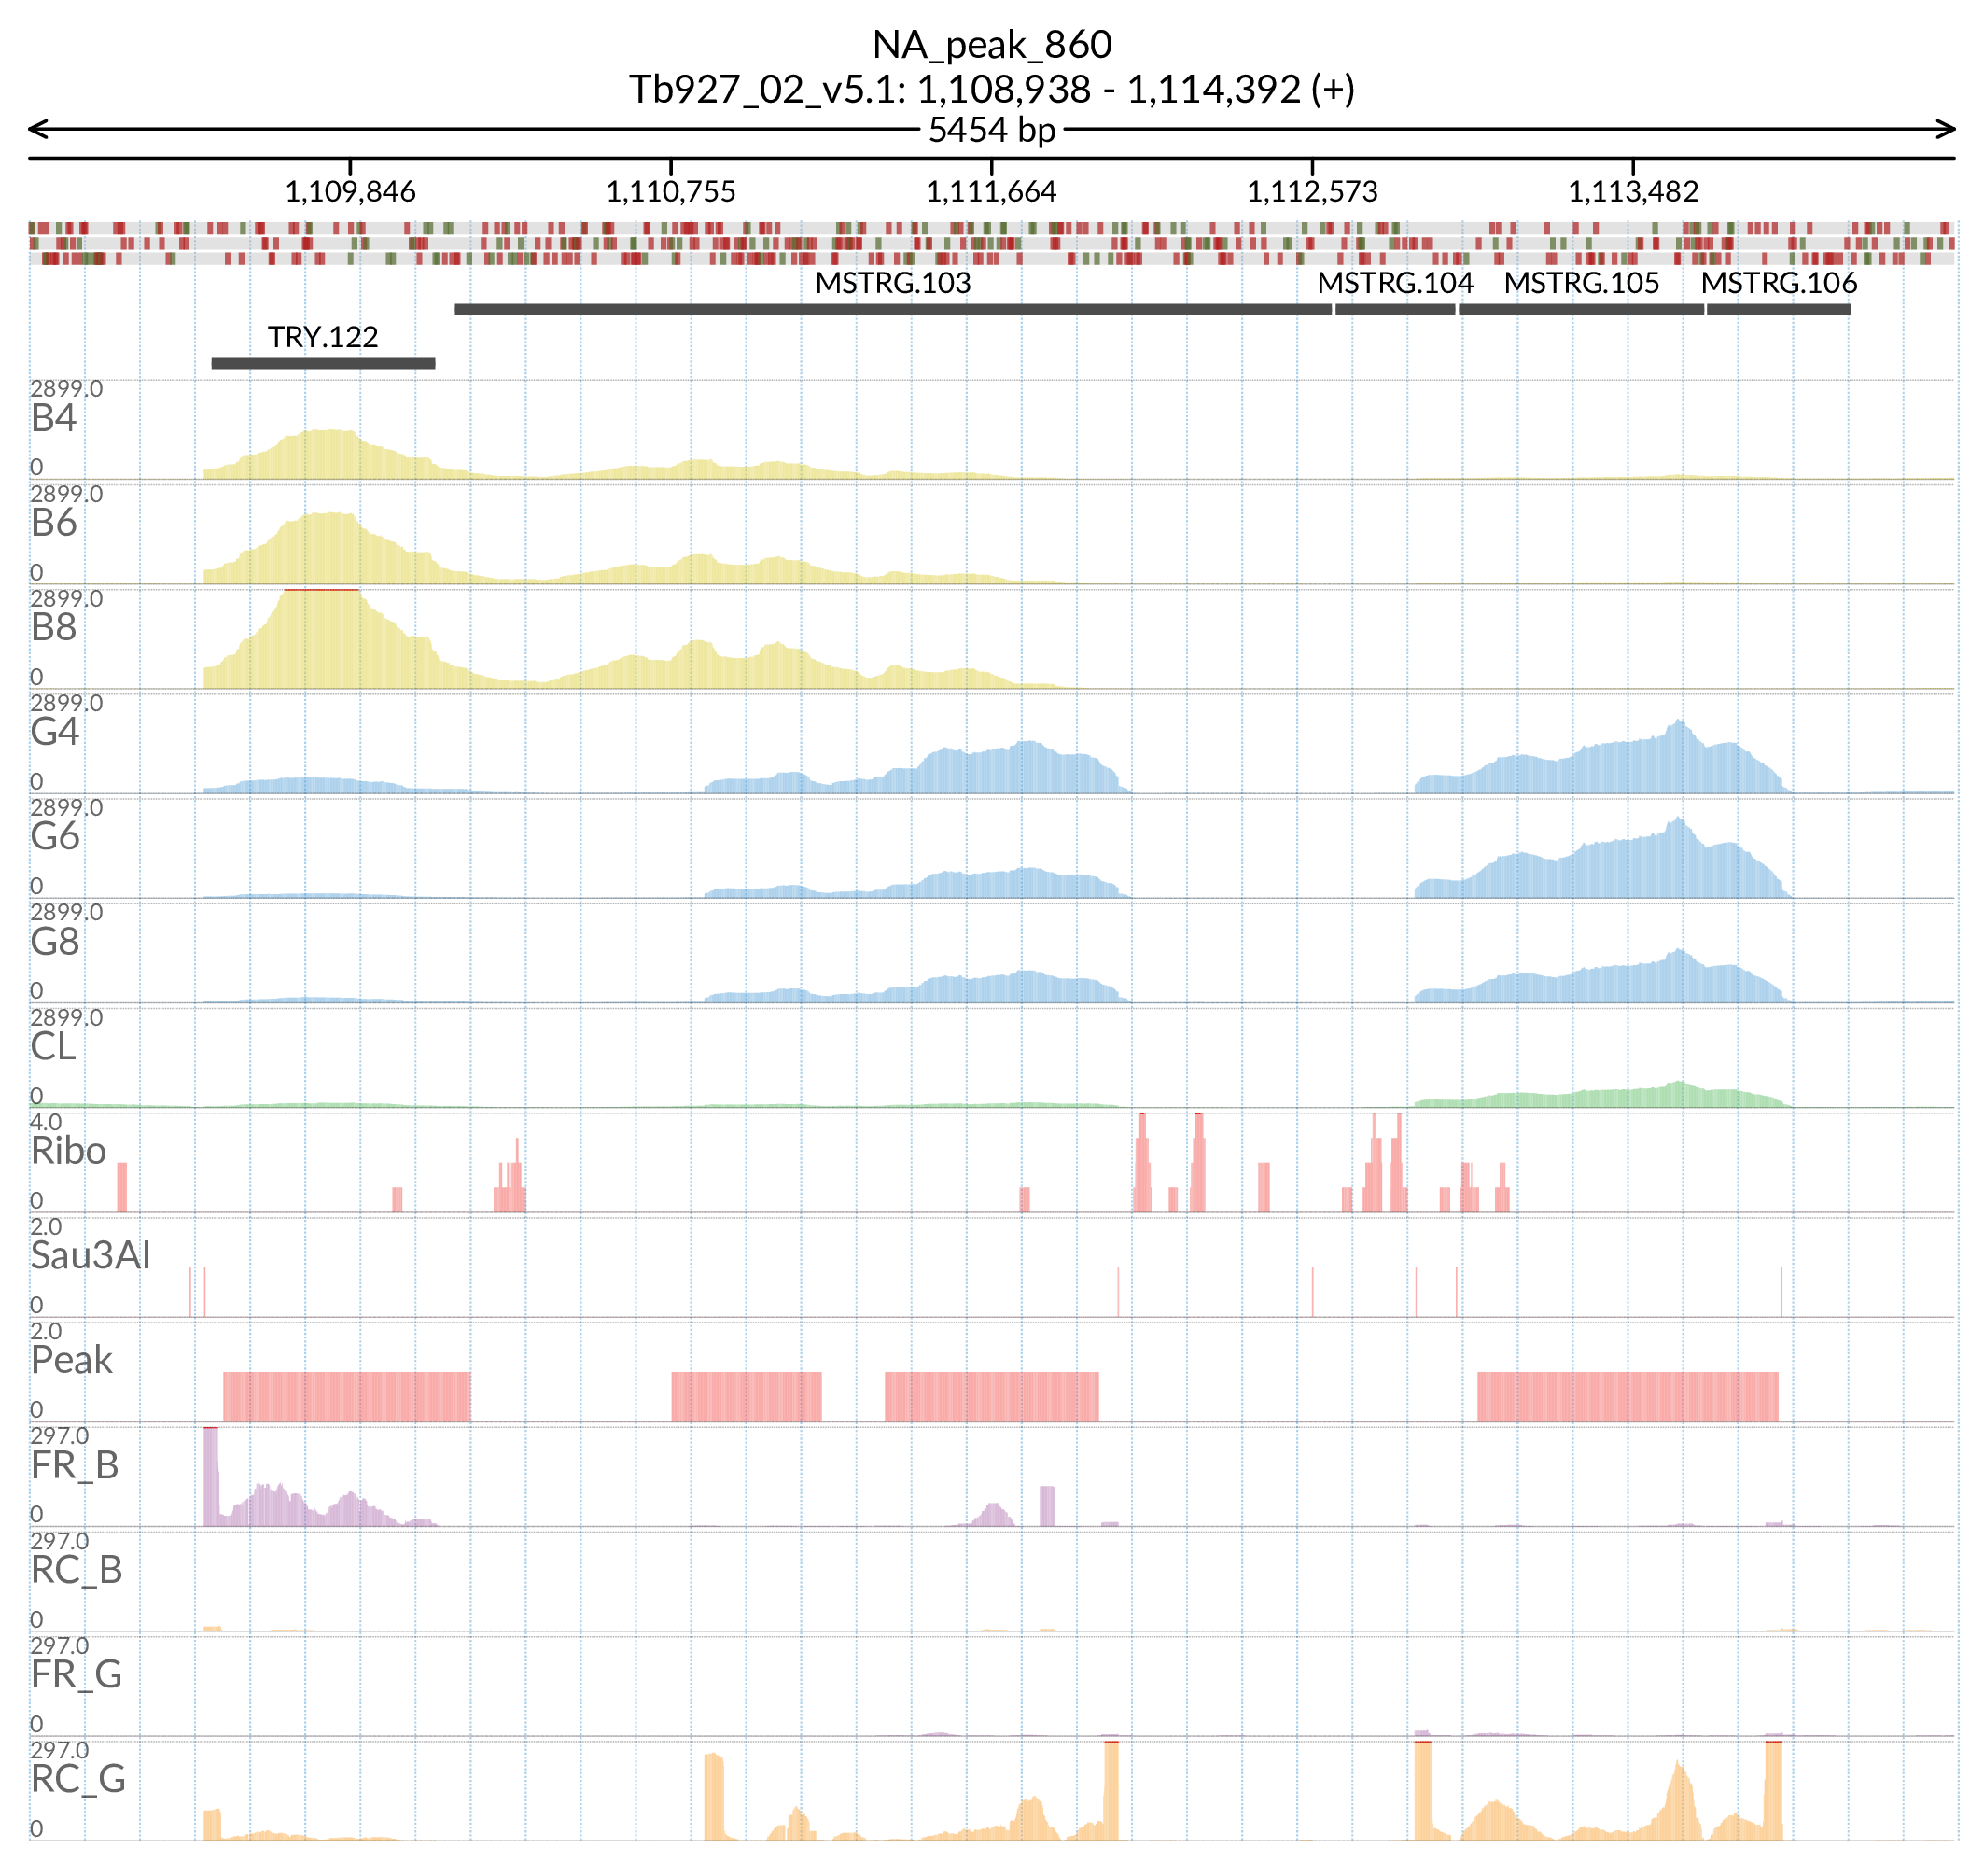 NA_peak_860
Tb927_02_v5.1: 1,108,938 - 1,114,392 (+)
5454 bp
1,109,846 1,110,755 1,111,664 1,112,573 1,113,482
MSTRG.103 MSTRG.104 MSTRG.105 MSTRG.106
TRY.122
2899.0
B4
0
2899.0
B6
0
2899.0
B8
0
2899.0
G4
0
2899.0
G6
0
2899.0
G8
0
2899.0
CL
0
4.0
Ribo
0
2.0
Sau3AI
0
2.0
Peak
0
297.0
FR_B
0
297.0
RC_B
0
297.0
FR_G
0
297.0
RC_G
0